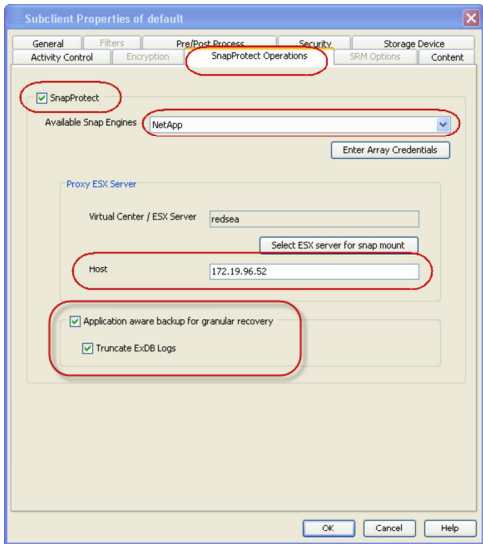 Subclient Properties of default
General Filters Pre/Post Process Security Storage Device
Activity Control Encryption SnapProtect Operations SRM Options Content
SnapProtect
Available Snap Engines NetApp
Enter Array Credentials
Proxy ESX Server
Virtual Center / ESX Server redsea
Select ESX server for snap mount
Host 172.19.96.52
Application aware backup for granular recovery
Truncate ExDB Logs
OK Cancel Help